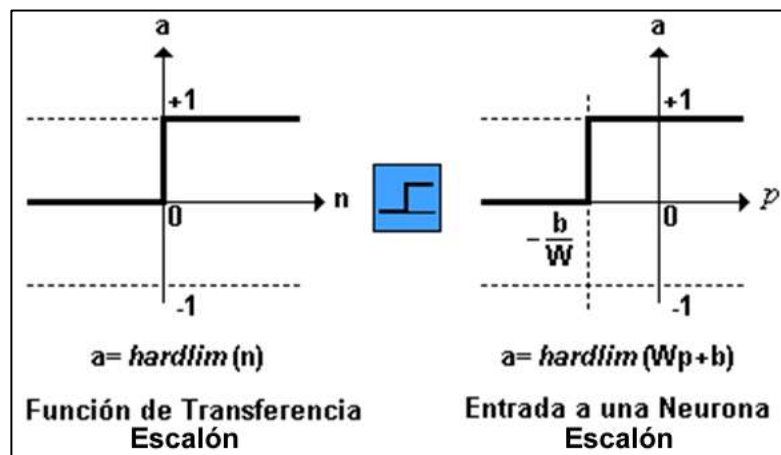 a
+1
n
0
-1
a= hardlim (n)
Función de Transferencia
Escalón
a
+1
p
0
- b/W
-1
a= hardlim (Wp+b)
Entrada a una Neurona
Escalón